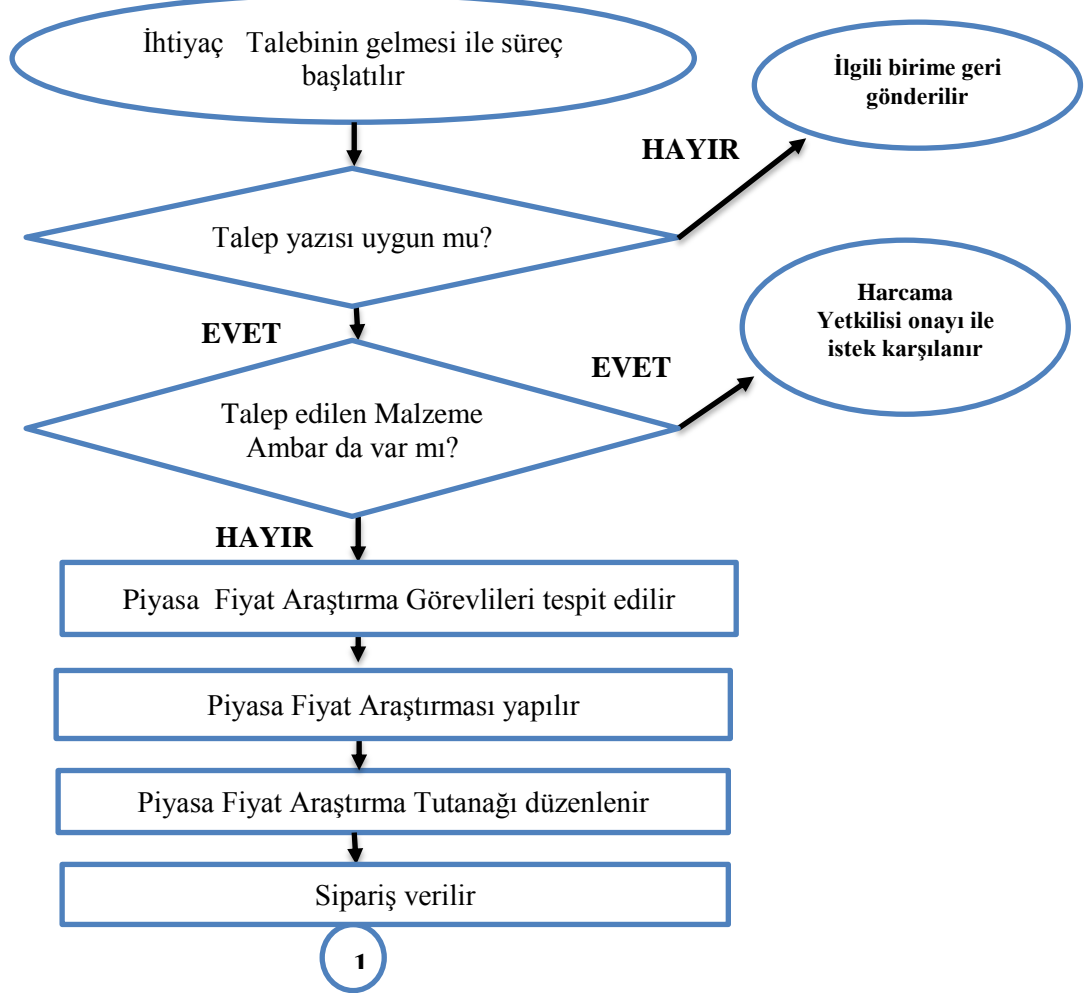 İhtiyaç Talebinin gelmesi ile süreç
başlatılır
İlgili birime geri
gönderilir
HAYIR
Talep yazısı uygun mu?
EVET
Harcama
Yetkilisi onayı ile
istek karşılanır
EVET
Talep edilen Malzeme
Ambar da var mı?
HAYIR
Piyasa Fiyat Araştırma Görevlileri tespit edilir
Piyasa Fiyat Araştırması yapılır
Piyasa Fiyat Araştırma Tutanağı düzenlenir
Sipariş verilir
1